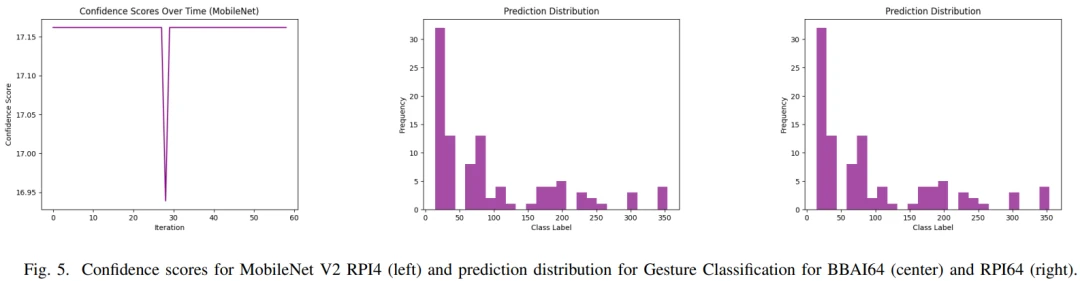 Confidence Scores Over Time (MobileNet)
Confidence Score
17.15
17.10
17.05
17.00
16.95
0 10 20 30 40 50 60
Iteration
Prediction Distribution
Frequency
30
25
20
15
10
5
0
0 50 100 150 200 250 300 350
Class Label
Prediction Distribution
Frequency
30
25
20
15
10
5
0
0 50 100 150 200 250 300 350
Class Label
Fig. 5. Confidence scores for MobileNet V2 RPI4 (left) and prediction distribution for Gesture Classification for BBAI64 (center) and RPI64 (right).